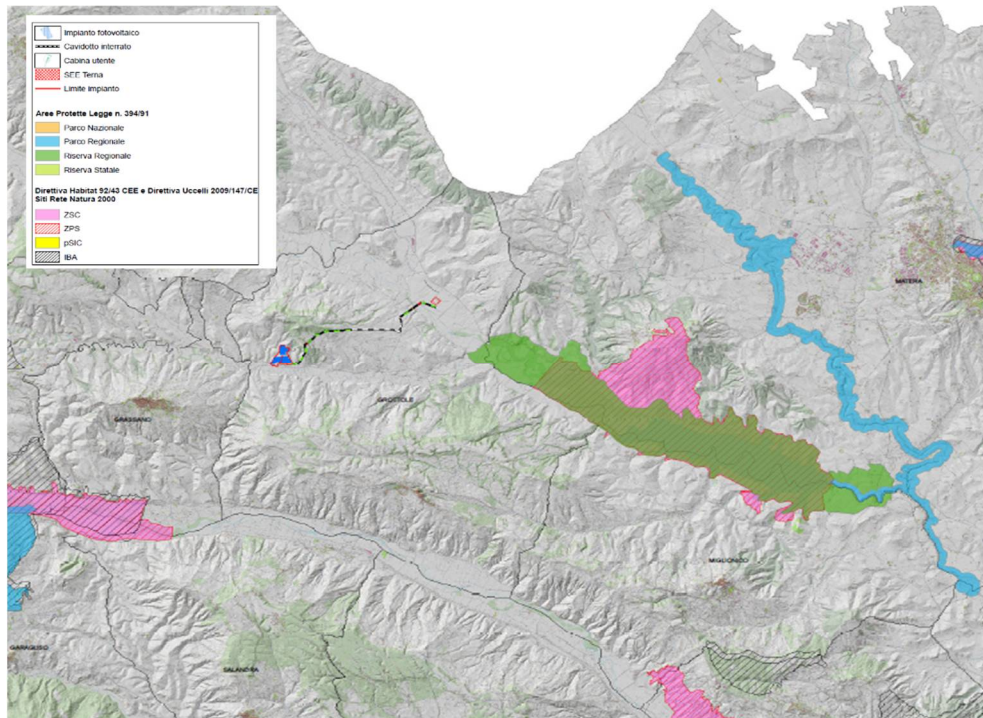 Impianto fotovoltaico
Cavidotto interrato
Cabina utente
SEE Terna
Limite impianto
Aree Protette Legge n. 394/91
Parco Nazionale
Parco Regionale
Riserva Regionale
Riserva Statale
Direttiva Habitat 92/43 CEE e Direttiva Uccelli 2009/147/CE
Siti Rete Natura 2000
ZSC
ZPS
pSIC
IBA
MATERA
GROTTOLE
GRASSANO
MIGLIONICO
GARAGUSO
SALANDRA